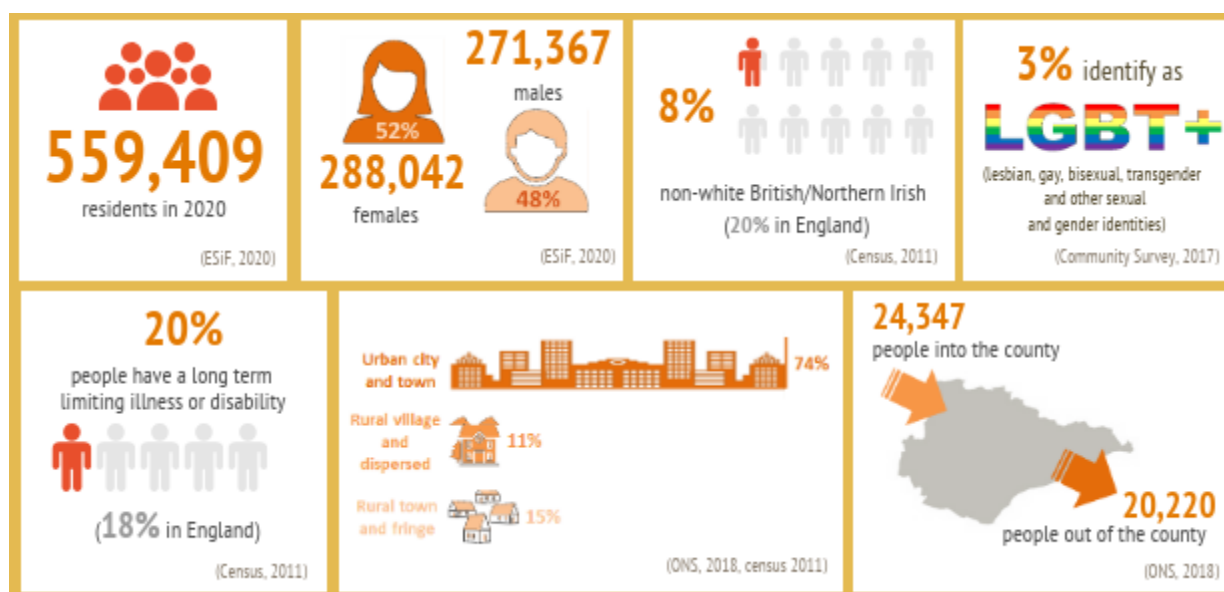 559,409
residents in 2020
(ESiF, 2020)
52%
288,042
females
271,367
males
48%
(ESiF, 2020)
8%
non-white British/Northern Irish
(20% in England)
(Census, 2011)
3% identify as
LGBT+
(lesbian, gay, bisexual, transgender
and other sexual
and gender identities)
(Community Survey, 2017)
20%
people have a long term
limiting illness or disability
(18% in England)
(Census, 2011)
Urban city
and town
74%
Rural village
and
dispersed
11%
Rural town
and fringe
15%
(ONS, 2018, census 2011)
24,347
people into the county
20,220
people out of the county
(ONS, 2018)